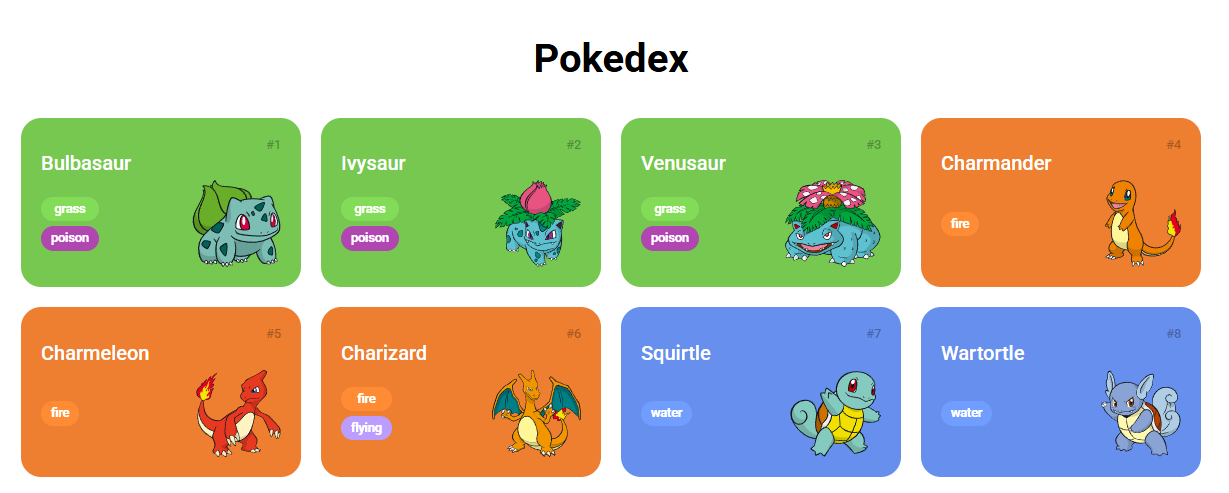 Pokedex
#1
Bulbasaur
grass
poison
#2
Ivysaur
grass
poison
#3
Venusaur
grass
poison
#4
Charmander
fire
#5
Charmeleon
fire
#6
Charizard
fire
flying
#7
Squirtle
water
#8
Wartortle
water